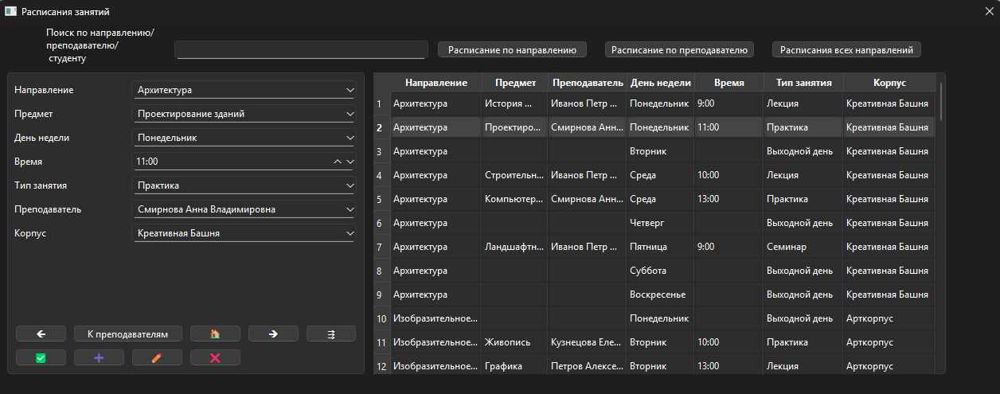 Расписания занятий
Поиск по направлению/
преподавателю/
студенту
Расписание по направлению
Расписание по преподавателю
Расписания всех направлений
Направление Архитектура
Предмет Проектирование зданий
День недели Понедельник
Время 11:00
Тип занятия Практика
Преподаватель Смирнова Анна Владимировна
Корпус Креативная Башня
К преподавателям
Направление Предмет Преподаватель День недели Время Тип занятия Корпус
1 Архитектура История ... Иванов Петр ... Понедельник 9:00 Лекция Креативная Башня
2 Архитектура Проектиро... Смирнова Анн... Понедельник 11:00 Практика Креативная Башня
3 Архитектура Вторник Выходной день Креативная Башня
4 Архитектура Строительн... Иванов Петр ... Среда 10:00 Лекция Креативная Башня
5 Архитектура Компьютер... Смирнова Анн... Среда 13:00 Практика Креативная Башня
6 Архитектура Четверг Выходной день Креативная Башня
7 Архитектура Ландшафтн... Иванов Петр ... Пятница 9:00 Семинар Креативная Башня
8 Архитектура Суббота Выходной день Креативная Башня
9 Архитектура Воскресенье Выходной день Креативная Башня
10 Изобразительное... Понедельник Выходной день Арткорпус
11 Изобразительное... Живопись Кузнецова Еле... Вторник 10:00 Практика Арткорпус
12 Изобразительное... Графика Петров Алексе... Вторник 13:00 Лекция Арткорпус